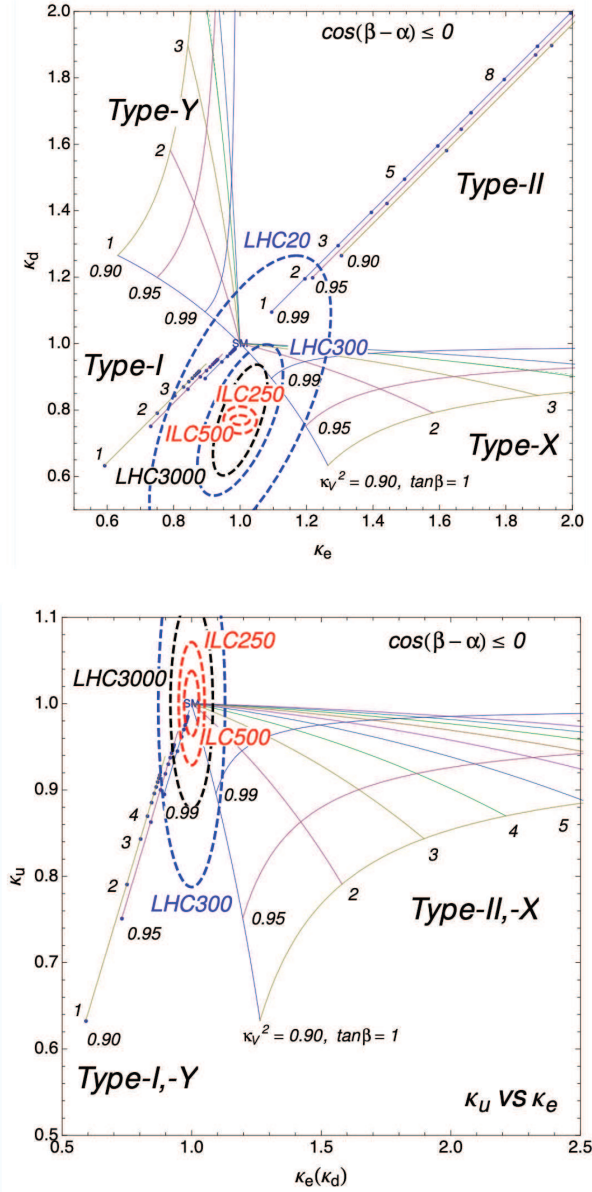 2.0
cos(β – α) ≤ 0
3
1.8
Type-Y
8
1.6
2
5
Type-II
1.4
LHC20
3
1
0.90
1.2
0.90
2
0.95
0.95
1
0.99
0.99
κd
1.0
SM
LHC300
Type-I
0.99
3
ILC250
0.8
2
ILC500
3
0.95
2
Type-X
1
LHC3000
0.6
κV² = 0.90, tanβ = 1
0.6
0.8
1.0
1.2
1.4
1.6
1.8
2.0
κe
1.1
ILC250
cos(β – α) ≤ 0
LHC3000
1.0
SM
ILC500
0.9
0.99
0.99
4
5
4
3
3
κu
0.8
2
2
LHC300
Type-II,-X
0.95
0.95
0.7
1
0.6
0.90
κV² = 0.90, tanβ = 1
Type-I,-Y
κu vs κe
0.5
0.5
1.0
1.5
2.0
2.5
κe(κd)